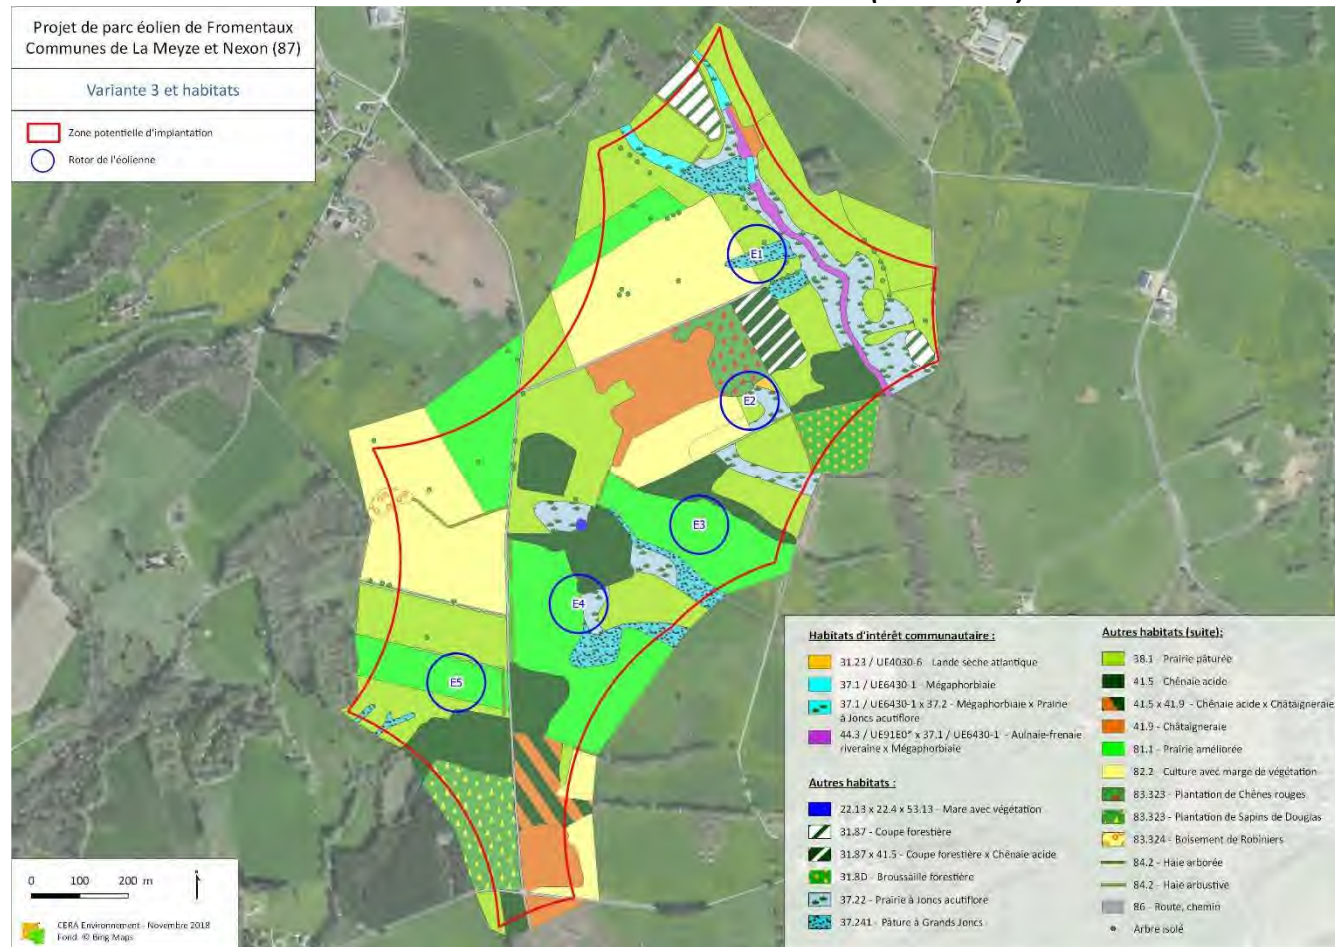 Projet de parc éolien de Fromentaux
Communes de La Meyze et Nexon (87)
Variante 3 et habitats
Zone potentielle d'implantation
Rotor de l'éolienne
E1
E2
E3
E4
E5
Habitats d'intérêt communautaire :
31.23 / UE4030-6 - Lande sèche atlantique
37.1 / UE6430-1 - Mégaphorbiaie
37.1 / UE6430-1 x 37.2 - Mégaphorbiaie x Prairie
à Joncs acutiflore
44.3 / UE91E0* x 37.1 / UE6430-1 - Aulnaie-frenaie
riveraine x Mégaphorbiaie
Autres habitats :
22.13 x 22.4 x 53.13 - Mare avec végétation
31.87 - Coupe forestière
31.87 x 41.5 - Coupe forestière x Chênaie acide
31.8D - Broussaille forestière
37.22 - Prairie à Joncs acutiflore
37.241 - Pâture à Grands Joncs
Autres habitats (suite):
38.1 - Prairie pâturée
41.5 - Chênaie acide
41.5 x 41.9 - Chênaie acide x Châtaigneraie
41.9 - Châtaigneraie
81.1 - Prairie améliorée
82.2 - Culture avec marge de végétation
83.323 - Plantation de Chênes rouges
83.323 - Plantation de Sapins de Douglas
83.324 - Boisement de Robiniers
84.2 - Haie arborée
84.2 - Haie arbustive
86 - Route, chemin
Arbre isolé
0 100 200 m
CERA Environnement - Novembre 2018
Fond: © Bing Maps